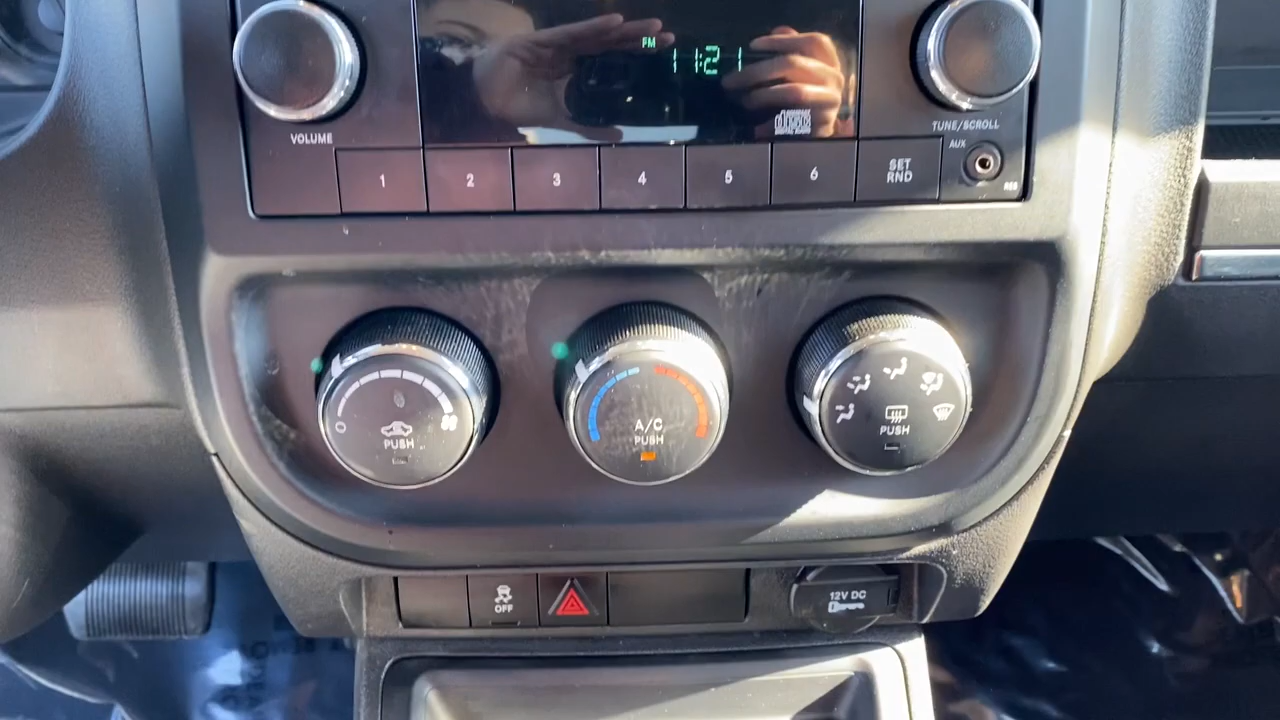 FM
11:21
VOLUME
TUNE/SCROLL
AUX
1
2
3
4
5
6
SET
RND
PUSH
A/C
PUSH
PUSH
OFF
12V DC